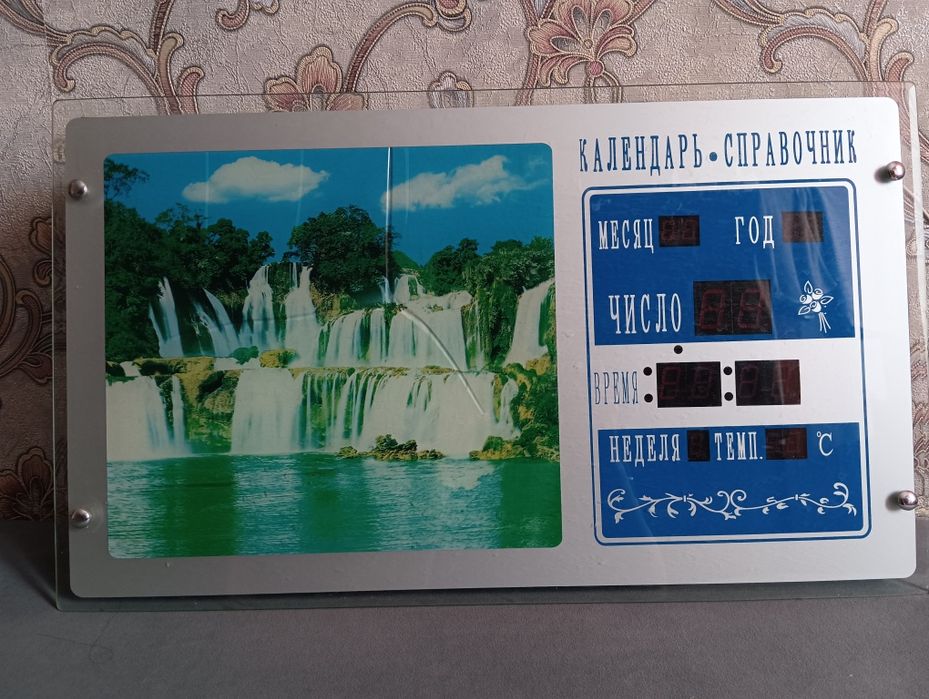 КАЛЕНДАРЬ•СПРАВОЧНИК
МЕСЯЦ ГОД
ЧИСЛО
ВРЕМЯ
НЕДЕЛЯ ТЕМП. °C